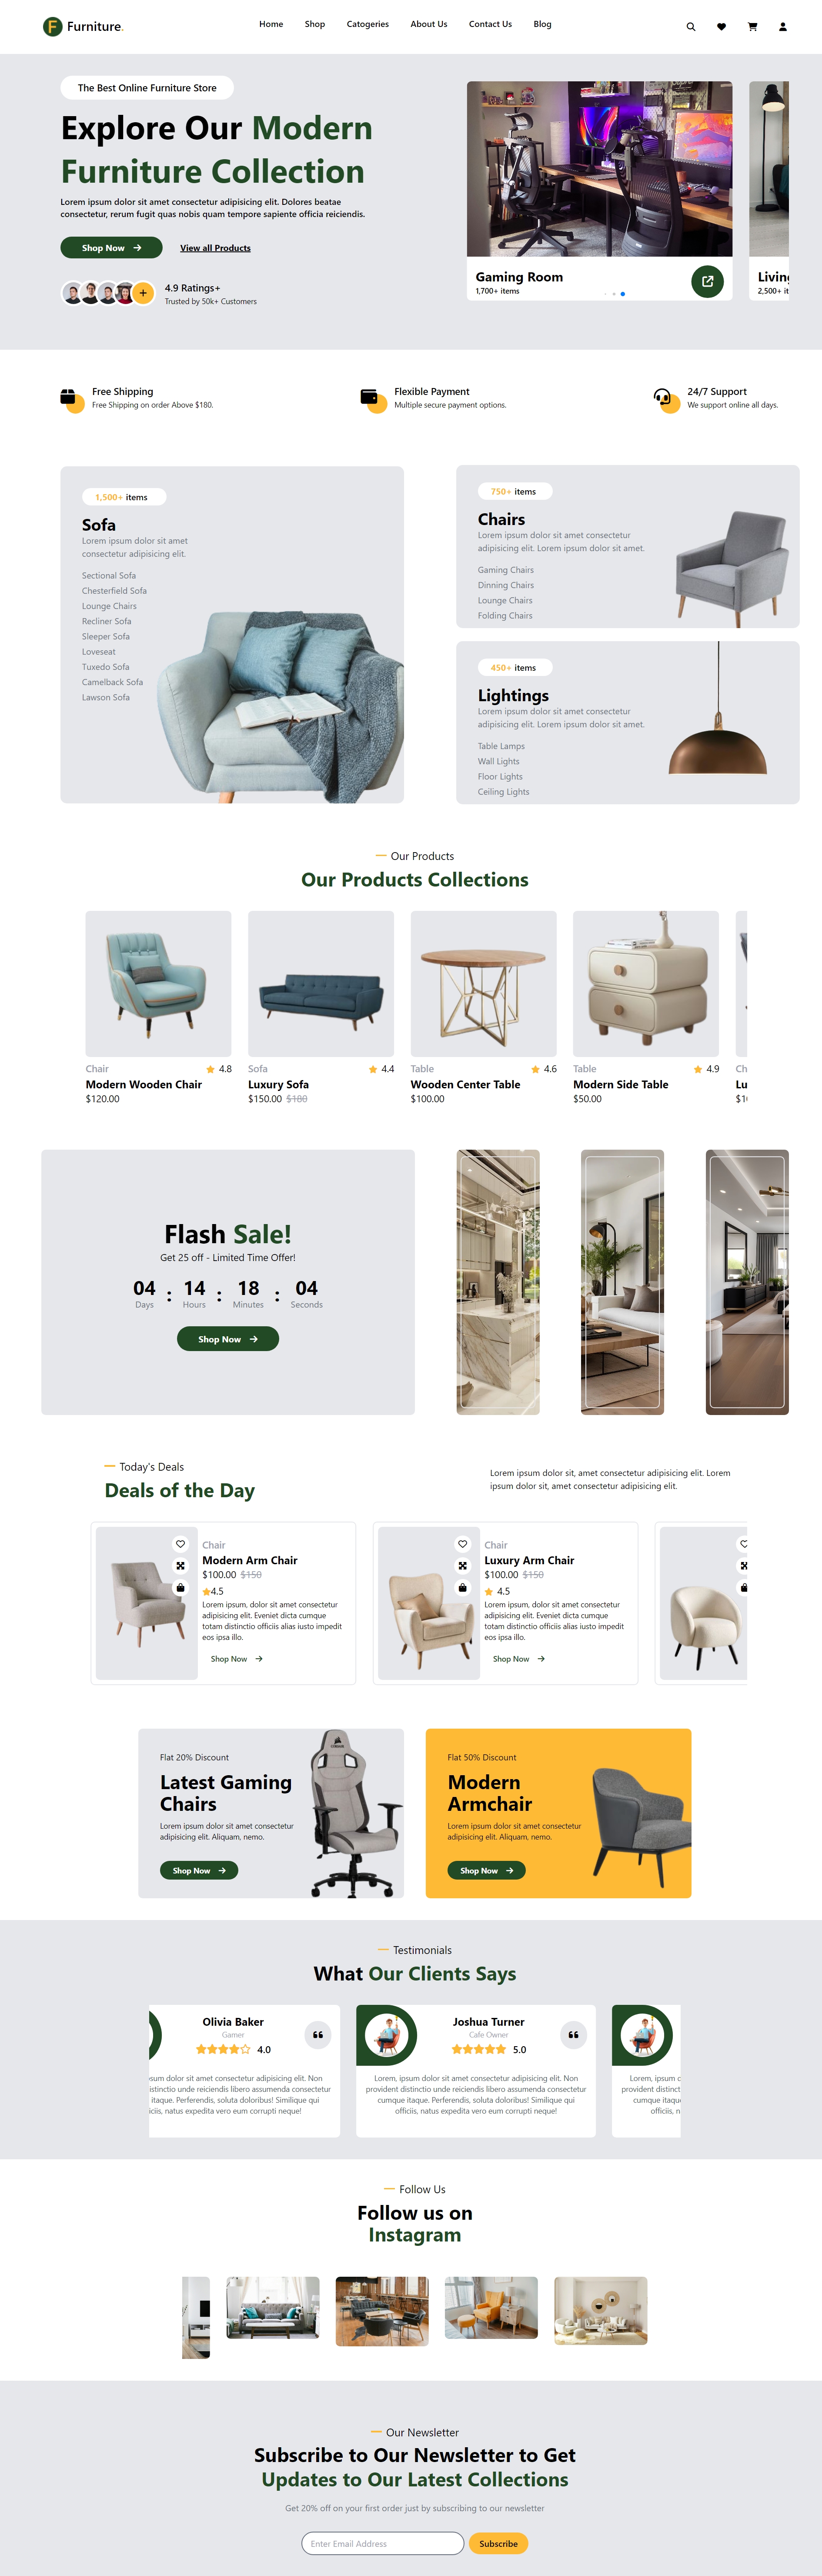 F Furniture.
Home Shop Catogeries About Us Contact Us Blog
The Best Online Furniture Store
Explore Our Modern
Furniture Collection
Lorem ipsum dolor sit amet consectetur adipisicing elit. Dolores beatae
consectetur, rerum fugit quas nobis quam tempore sapiente officia reiciendis.
Shop Now
View all Products
4.9 Ratings+
Trusted by 50k+ Customers
Gaming Room
1,700+ items
Living
2,500+ it
Free Shipping
Free Shipping on order Above $180.
Flexible Payment
Multiple secure payment options.
24/7 Support
We support online all days.
1,500+ items
Sofa
Lorem ipsum dolor sit amet
consectetur adipisicing elit.
Sectional Sofa
Chesterfield Sofa
Lounge Chairs
Recliner Sofa
Sleeper Sofa
Loveseat
Tuxedo Sofa
Camelback Sofa
Lawson Sofa
750+ items
Chairs
Lorem ipsum dolor sit amet consectetur
adipisicing elit. Lorem ipsum dolor sit amet.
Gaming Chairs
Dinning Chairs
Lounge Chairs
Folding Chairs
450+ items
Lightings
Lorem ipsum dolor sit amet consectetur
adipisicing elit. Lorem ipsum dolor sit amet.
Table Lamps
Wall Lights
Floor Lights
Ceiling Lights
Our Products
Our Products Collections
Chair 4.8
Modern Wooden Chair
$120.00
Sofa 4.4
Luxury Sofa
$150.00 $180
Table 4.6
Wooden Center Table
$100.00
Table 4.9
Modern Side Table
$50.00
Ch
Lu
$1
Flash Sale!
Get 25 off - Limited Time Offer!
04 : 14 : 18 : 04
Days Hours Minutes Seconds
Shop Now
Today's Deals
Deals of the Day
Lorem ipsum dolor sit, amet consectetur adipisicing elit. Lorem
ipsum dolor sit, amet consectetur adipisicing elit.
Chair
Modern Arm Chair
$100.00 $150
4.5
Lorem ipsum, dolor sit amet consectetur
adipisicing elit. Eveniet dicta cumque
totam distinctio officiis alias iusto impedit
eos ipsa illo.
Shop Now
Chair
Luxury Arm Chair
$100.00 $150
4.5
Lorem ipsum, dolor sit amet consectetur
adipisicing elit. Eveniet dicta cumque
totam distinctio officiis alias iusto impedit
eos ipsa illo.
Shop Now
Flat 20% Discount
Latest Gaming
Chairs
Lorem ipsum dolor sit amet consectetur
adipisicing elit. Aliquam, nemo.
Shop Now
Flat 50% Discount
Modern
Armchair
Lorem ipsum dolor sit amet consectetur
adipisicing elit. Aliquam, nemo.
Shop Now
Testimonials
What Our Clients Says
Olivia Baker
Gamer
4.0
sum dolor sit amet consectetur adipisicing elit. Non
istinctio unde reiciendis libero assumenda consectetur
itaque. Perferendis, soluta doloribus! Similique qui
iciis, natus expedita vero eum corrupti neque!
Joshua Turner
Cafe Owner
5.0
Lorem, ipsum dolor sit amet consectetur adipisicing elit. Non
provident distinctio unde reiciendis libero assumenda consectetur
cumque itaque. Perferendis, soluta doloribus! Similique qui
officiis, natus expedita vero eum corrupti neque!
Lorem, ipsum d
provident distinct
cumque itaqu
officiis, n
Follow Us
Follow us on
Instagram
Our Newsletter
Subscribe to Our Newsletter to Get
Updates to Our Latest Collections
Get 20% off on your first order just by subscribing to our newsletter
Enter Email Address
Subscribe